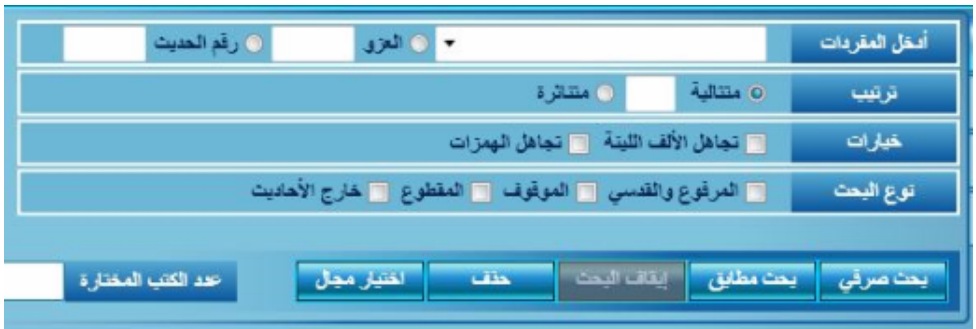 أدخل المفردات العزو رقم الحديث
ترتيب متتالية متناثرة
خيارات تجاهل الألف اللينة تجاهل الهمزات
نوع البحث المرفوع والقدسي الموقوف المقطوع خارج الأحاديث
بحث صرفي بحث مطابق إيقاف البحث حذف اختيار مجال عدد الكتب المختارة